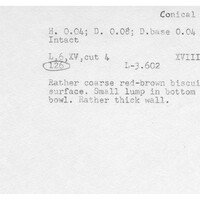 Conical
H. 0.04; D. 0.08; D.base 0.04
Intact
L,6,XV,cut 4 XVIII
126 L-3.602
Rather coarse red-brown biscui
surface. Small lump in bottom
bowl. Rather thick wall.